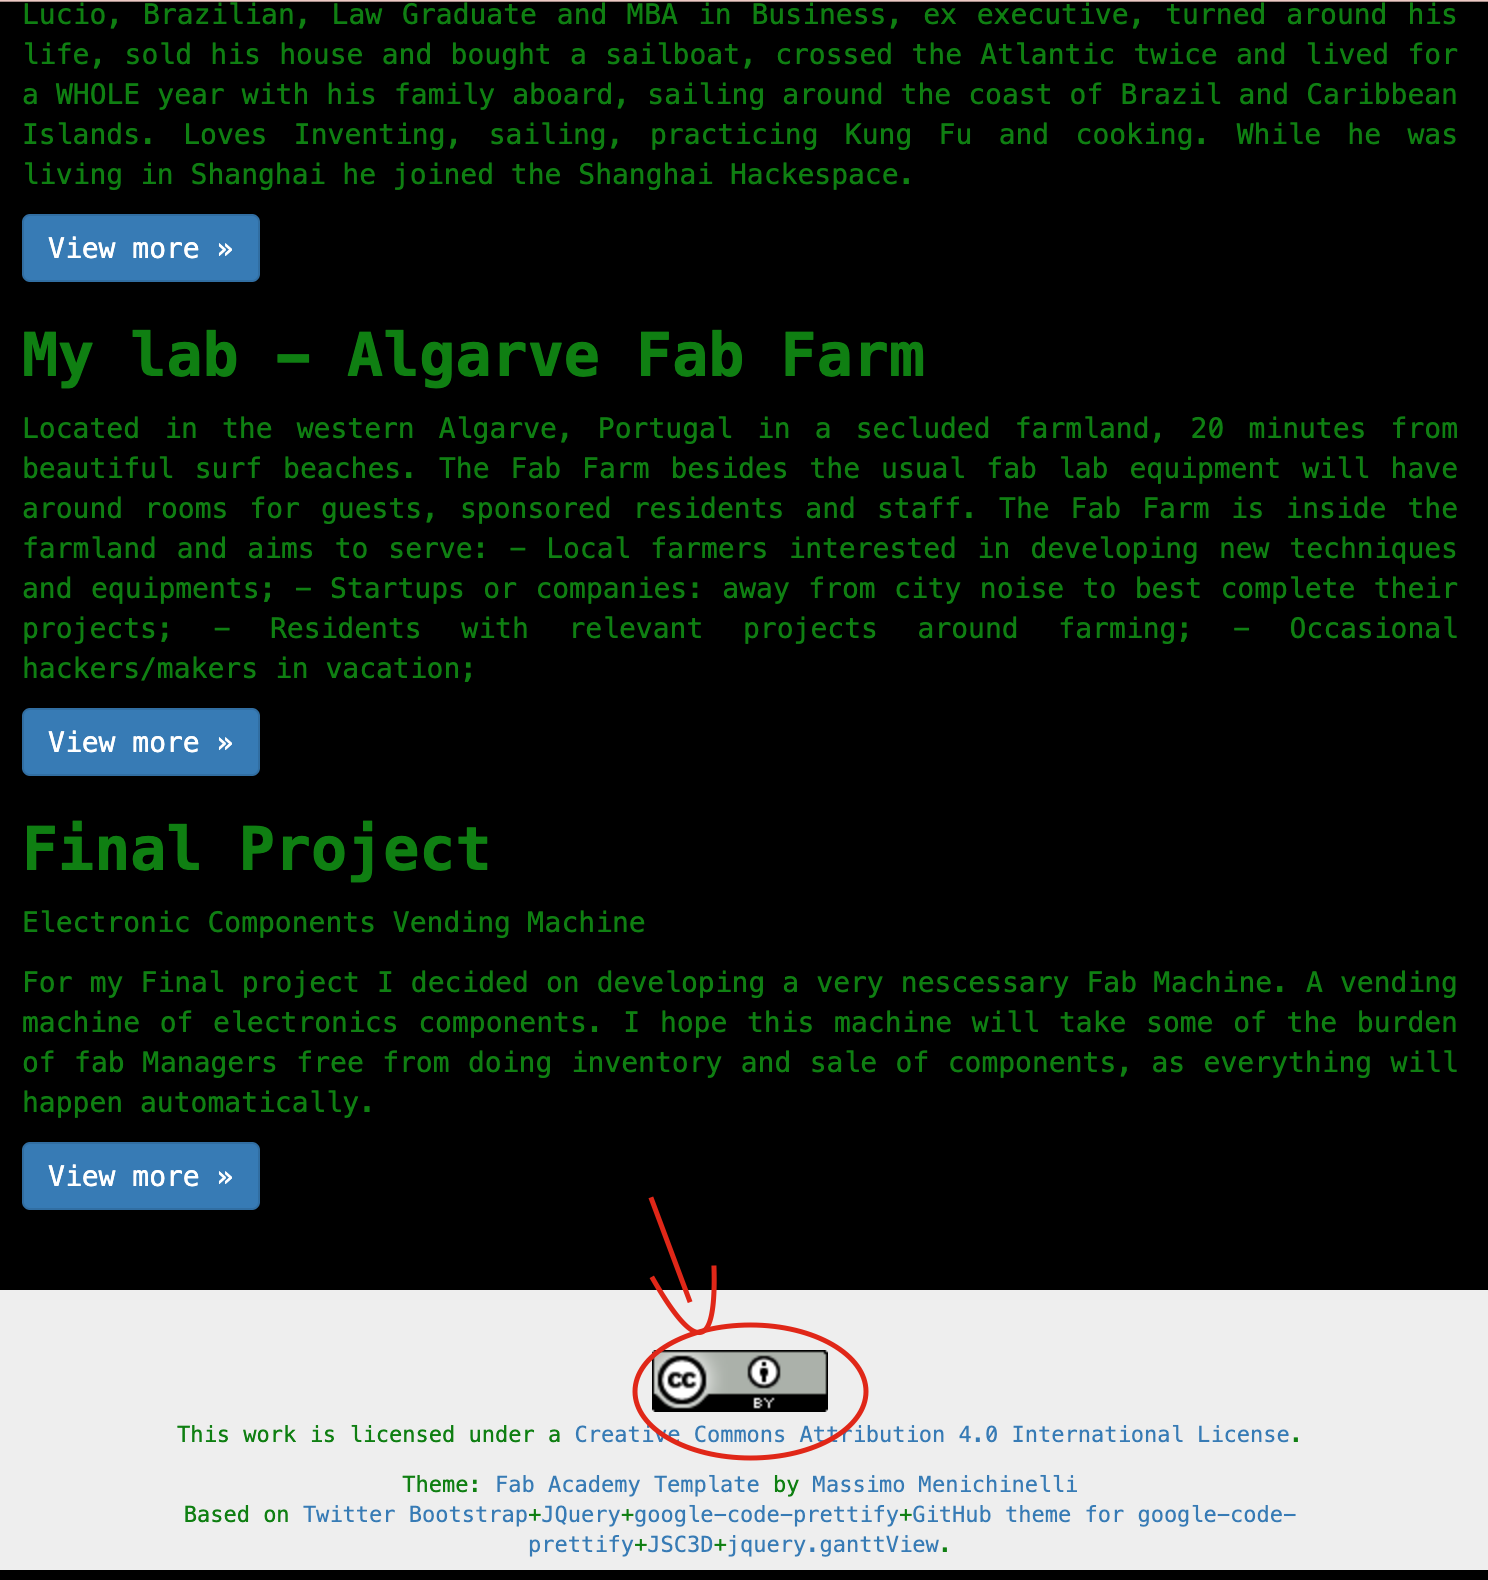 Lucio, Brazilian, Law Graduate and MBA in Business, ex executive, turned around his
life, sold his house and bought a sailboat, crossed the Atlantic twice and lived for
a WHOLE year with his family aboard, sailing around the coast of Brazil and Caribbean
Islands. Loves Inventing, sailing, practicing Kung Fu and cooking. While he was
living in Shanghai he joined the Shanghai Hackespace.
View more »
My lab – Algarve Fab Farm
Located in the western Algarve, Portugal in a secluded farmland, 20 minutes from
beautiful surf beaches. The Fab Farm besides the usual fab lab equipment will have
around rooms for guests, sponsored residents and staff. The Fab Farm is inside the
farmland and aims to serve: – Local farmers interested in developing new techniques
and equipments; – Startups or companies: away from city noise to best complete their
projects; – Residents with relevant projects around farming; – Occasional
hackers/makers in vacation;
View more »
Final Project
Electronic Components Vending Machine
For my Final project I decided on developing a very nescessary Fab Machine. A vending
machine of electronics components. I hope this machine will take some of the burden
of fab Managers free from doing inventory and sale of components, as everything will
happen automatically.
View more »
cc
BY
This work is licensed under a Creative Commons Attribution 4.0 International License.
Theme: Fab Academy Template by Massimo Menichinelli
Based on Twitter Bootstrap+JQuery+google-code-prettify+GitHub theme for google-code-
prettify+JSC3D+jquery.ganttView.